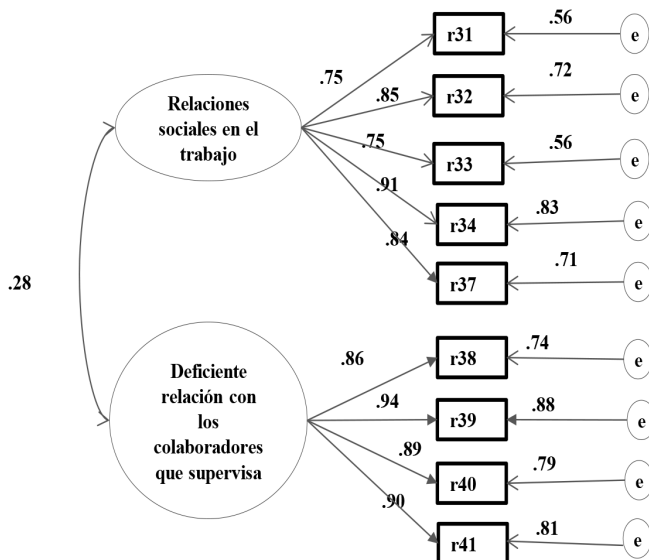 r31
.56
e
.75
Relaciones
sociales en el
trabajo
.85
r32
.72
e
.75
r33
.56
e
.91
r34
.83
e
.84
r37
.71
e
.28
Deficiente
relación con
los
colaboradores
que supervisa
.86
r38
.74
e
.94
r39
.88
e
.89
r40
.79
e
.90
r41
.81
e